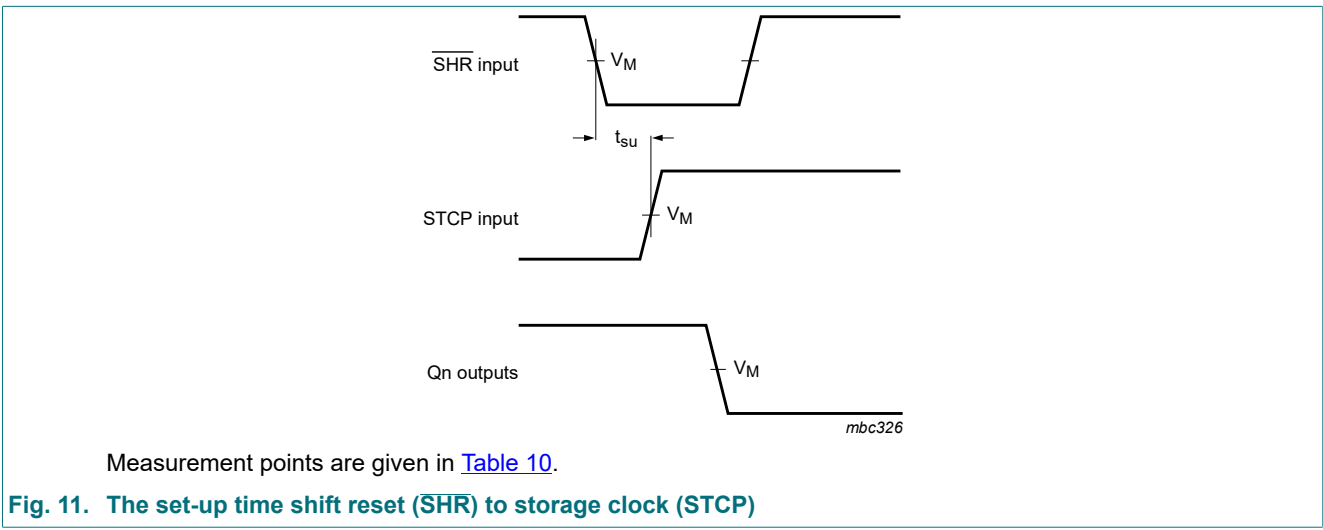 SHR input
VM
tsu
STCP input
VM
Qn outputs
VM
mbc326
Measurement points are given in Table 10.
Fig. 11. The set-up time shift reset (SHR) to storage clock (STCP)